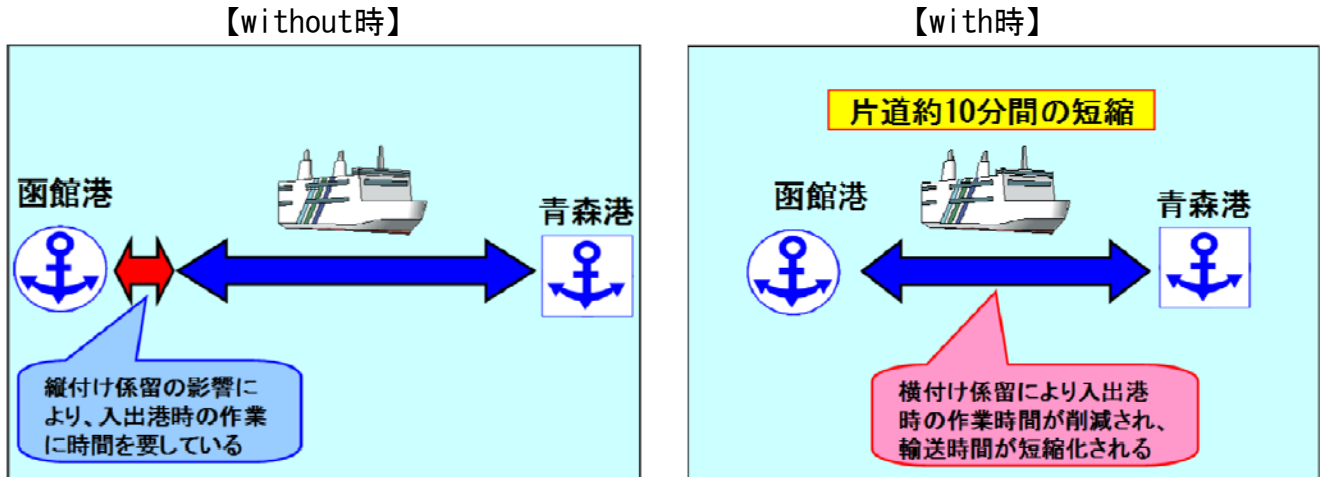 【without時】
函館港
青森港
縦付け係留の影響に
より、入出港時の作業
に時間を要している
【with時】
片道約10分間の短縮
函館港
青森港
横付け係留により入出港
時の作業時間が削減され、
輸送時間が短縮化される